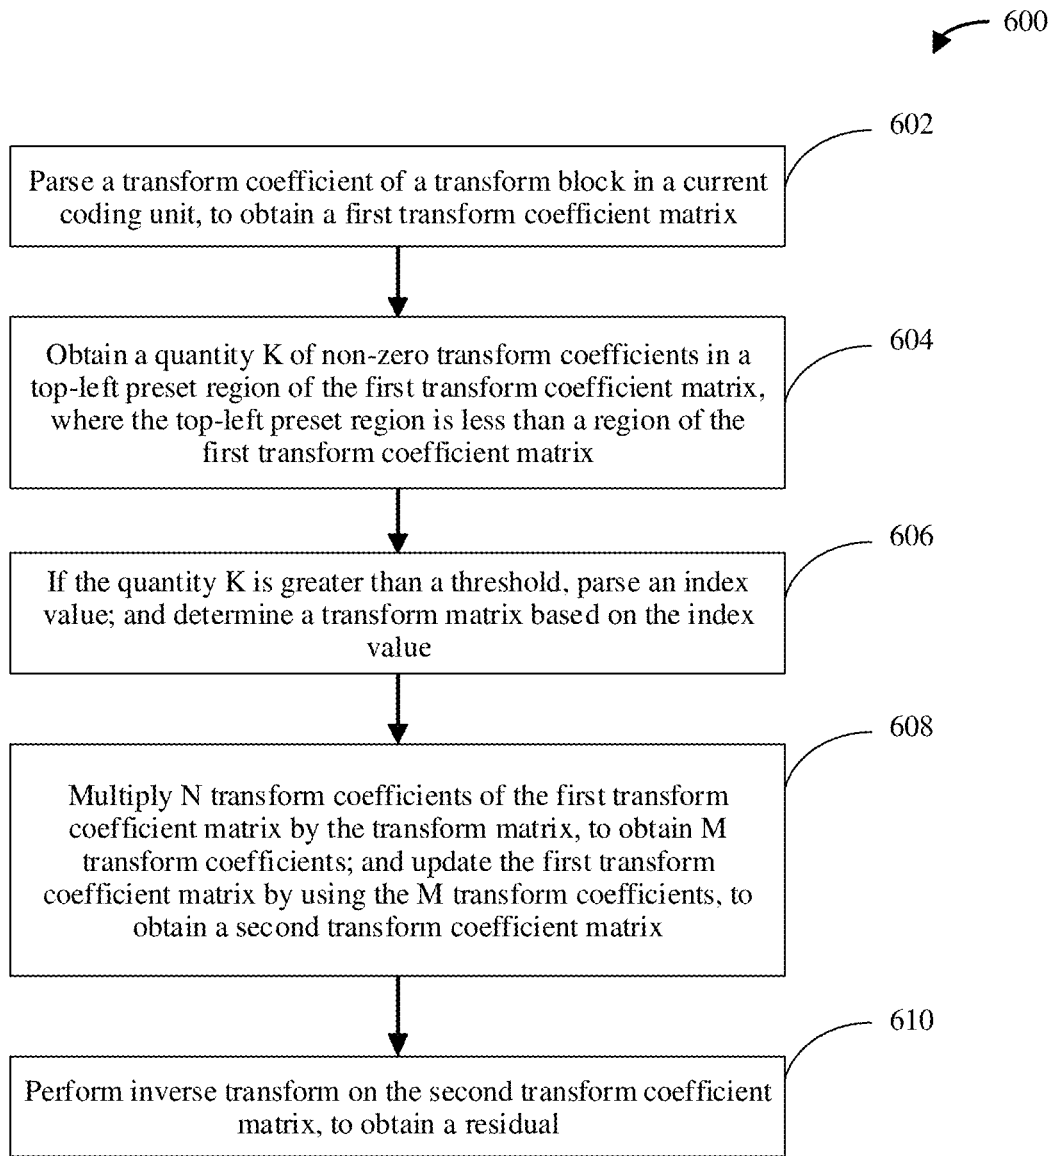 600
602
Parse a transform coefficient of a transform block in a current
coding unit, to obtain a first transform coefficient matrix
604
Obtain a quantity K of non-zero transform coefficients in a
top-left preset region of the first transform coefficient matrix,
where the top-left preset region is less than a region of the
first transform coefficient matrix
606
If the quantity K is greater than a threshold, parse an index
value; and determine a transform matrix based on the index
value
608
Multiply N transform coefficients of the first transform
coefficient matrix by the transform matrix, to obtain M
transform coefficients; and update the first transform
coefficient matrix by using the M transform coefficients, to
obtain a second transform coefficient matrix
610
Perform inverse transform on the second transform coefficient
matrix, to obtain a residual